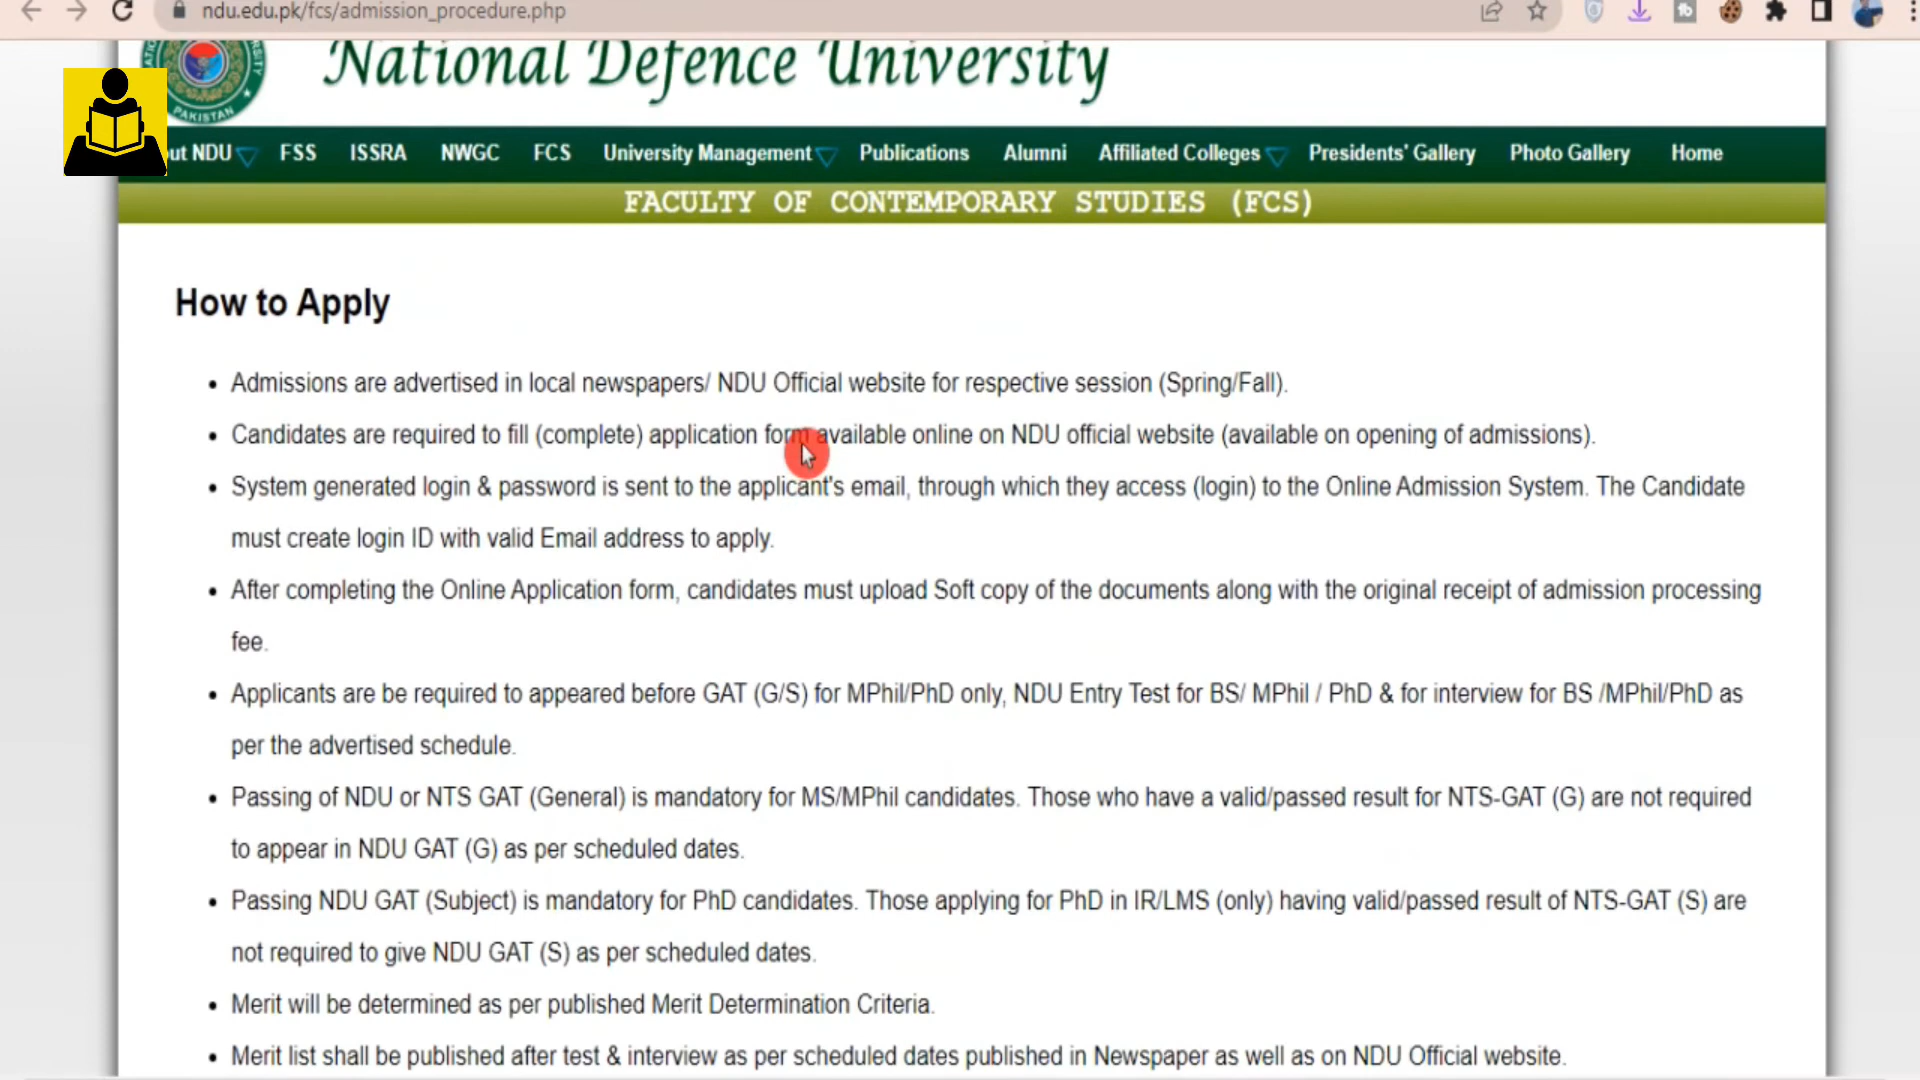 ndu.edu.pk/fcs/admission_procedure.php
National Defence University
PAKISTAN
ut NDU FSS ISSRA NWGC FCS University Management Publications Alumni Affiliated Colleges Presidents' Gallery Photo Gallery Home
FACULTY OF CONTEMPORARY STUDIES (FCS)
How to Apply
• Admissions are advertised in local newspapers/ NDU Official website for respective session (Spring/Fall).
• Candidates are required to fill (complete) application form available online on NDU official website (available on opening of admissions).
• System generated login & password is sent to the applicant's email, through which they access (login) to the Online Admission System. The Candidate
must create login ID with valid Email address to apply.
• After completing the Online Application form, candidates must upload Soft copy of the documents along with the original receipt of admission processing
fee.
• Applicants are be required to appeared before GAT (G/S) for MPhil/PhD only, NDU Entry Test for BS/ MPhil / PhD & for interview for BS /MPhil/PhD as
per the advertised schedule.
• Passing of NDU or NTS GAT (General) is mandatory for MS/MPhil candidates. Those who have a valid/passed result for NTS-GAT (G) are not required
to appear in NDU GAT (G) as per scheduled dates.
• Passing NDU GAT (Subject) is mandatory for PhD candidates. Those applying for PhD in IR/LMS (only) having valid/passed result of NTS-GAT (S) are
not required to give NDU GAT (S) as per scheduled dates.
• Merit will be determined as per published Merit Determination Criteria.
• Merit list shall be published after test & interview as per scheduled dates published in Newspaper as well as on NDU Official website.